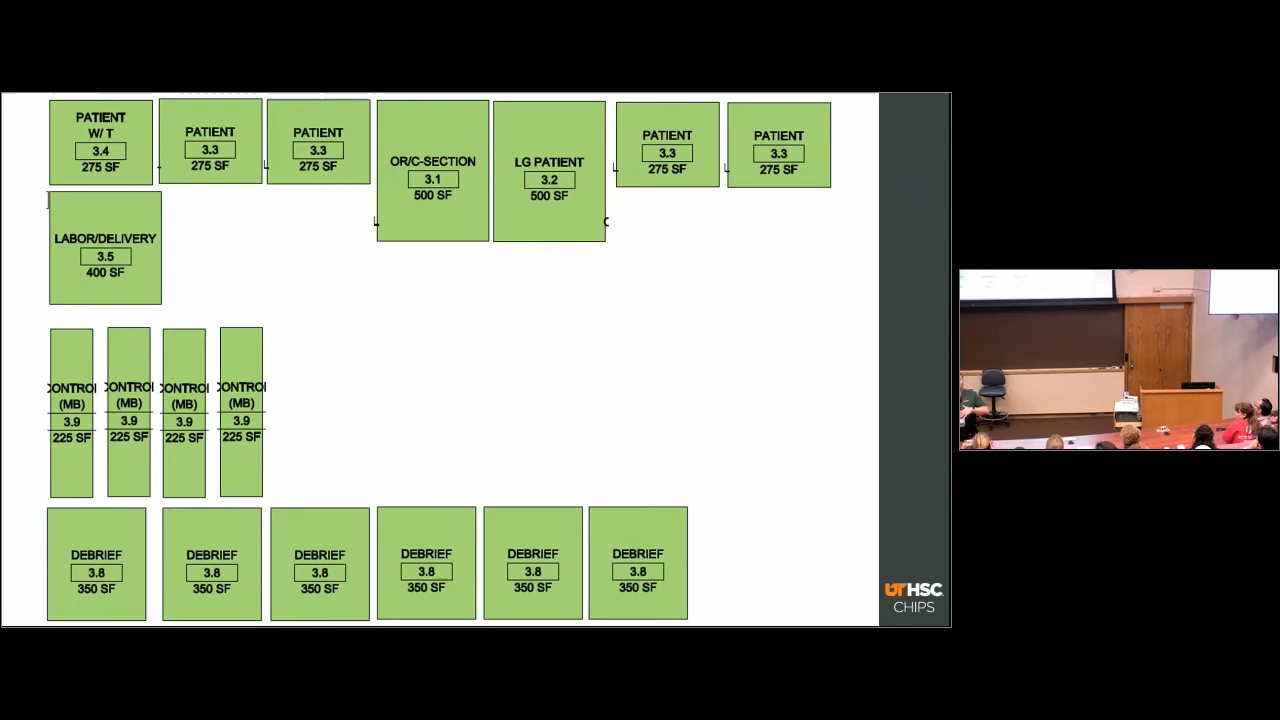 PATIENT
W/ T
3.4
275 SF
PATIENT
3.3
275 SF
PATIENT
3.3
275 SF
OR/C-SECTION
3.1
500 SF
LG PATIENT
3.2
500 SF
PATIENT
3.3
275 SF
PATIENT
3.3
275 SF
LABOR/DELIVERY
3.5
400 SF
CONTROL
(MB)
3.9
225 SF
CONTROL
(MB)
3.9
225 SF
CONTROL
(MB)
3.9
225 SF
CONTROL
(MB)
3.9
225 SF
DEBRIEF
3.8
350 SF
DEBRIEF
3.8
350 SF
DEBRIEF
3.8
350 SF
DEBRIEF
3.8
350 SF
DEBRIEF
3.8
350 SF
DEBRIEF
3.8
350 SF
UTHSC
CHIPS